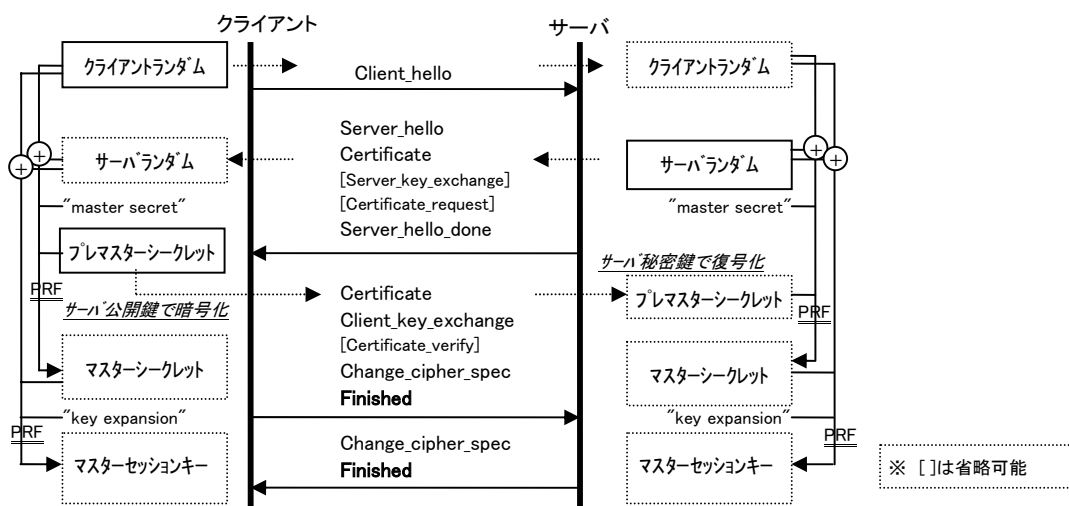 クライアント
サーバ
クライアントランダム
Client_hello
クライアントランダム
Server_hello
Certificate
[Server_key_exchange]
[Certificate_request]
Server_hello_done
+
+
サーバランダム
サーバランダム
+
+
"master secret"
"master secret"
プレマスターシークレット
PRF
サーバ公開鍵で暗号化
サーバ秘密鍵で復号化
プレマスターシークレット
PRF
Certificate
Client_key_exchange
[Certificate_verify]
Change_cipher_spec
Finished
マスターシークレット
マスターシークレット
"key expansion"
"key expansion"
PRF
PRF
Change_cipher_spec
Finished
マスターセッションキー
マスターセッションキー
※ [ ]は省略可能